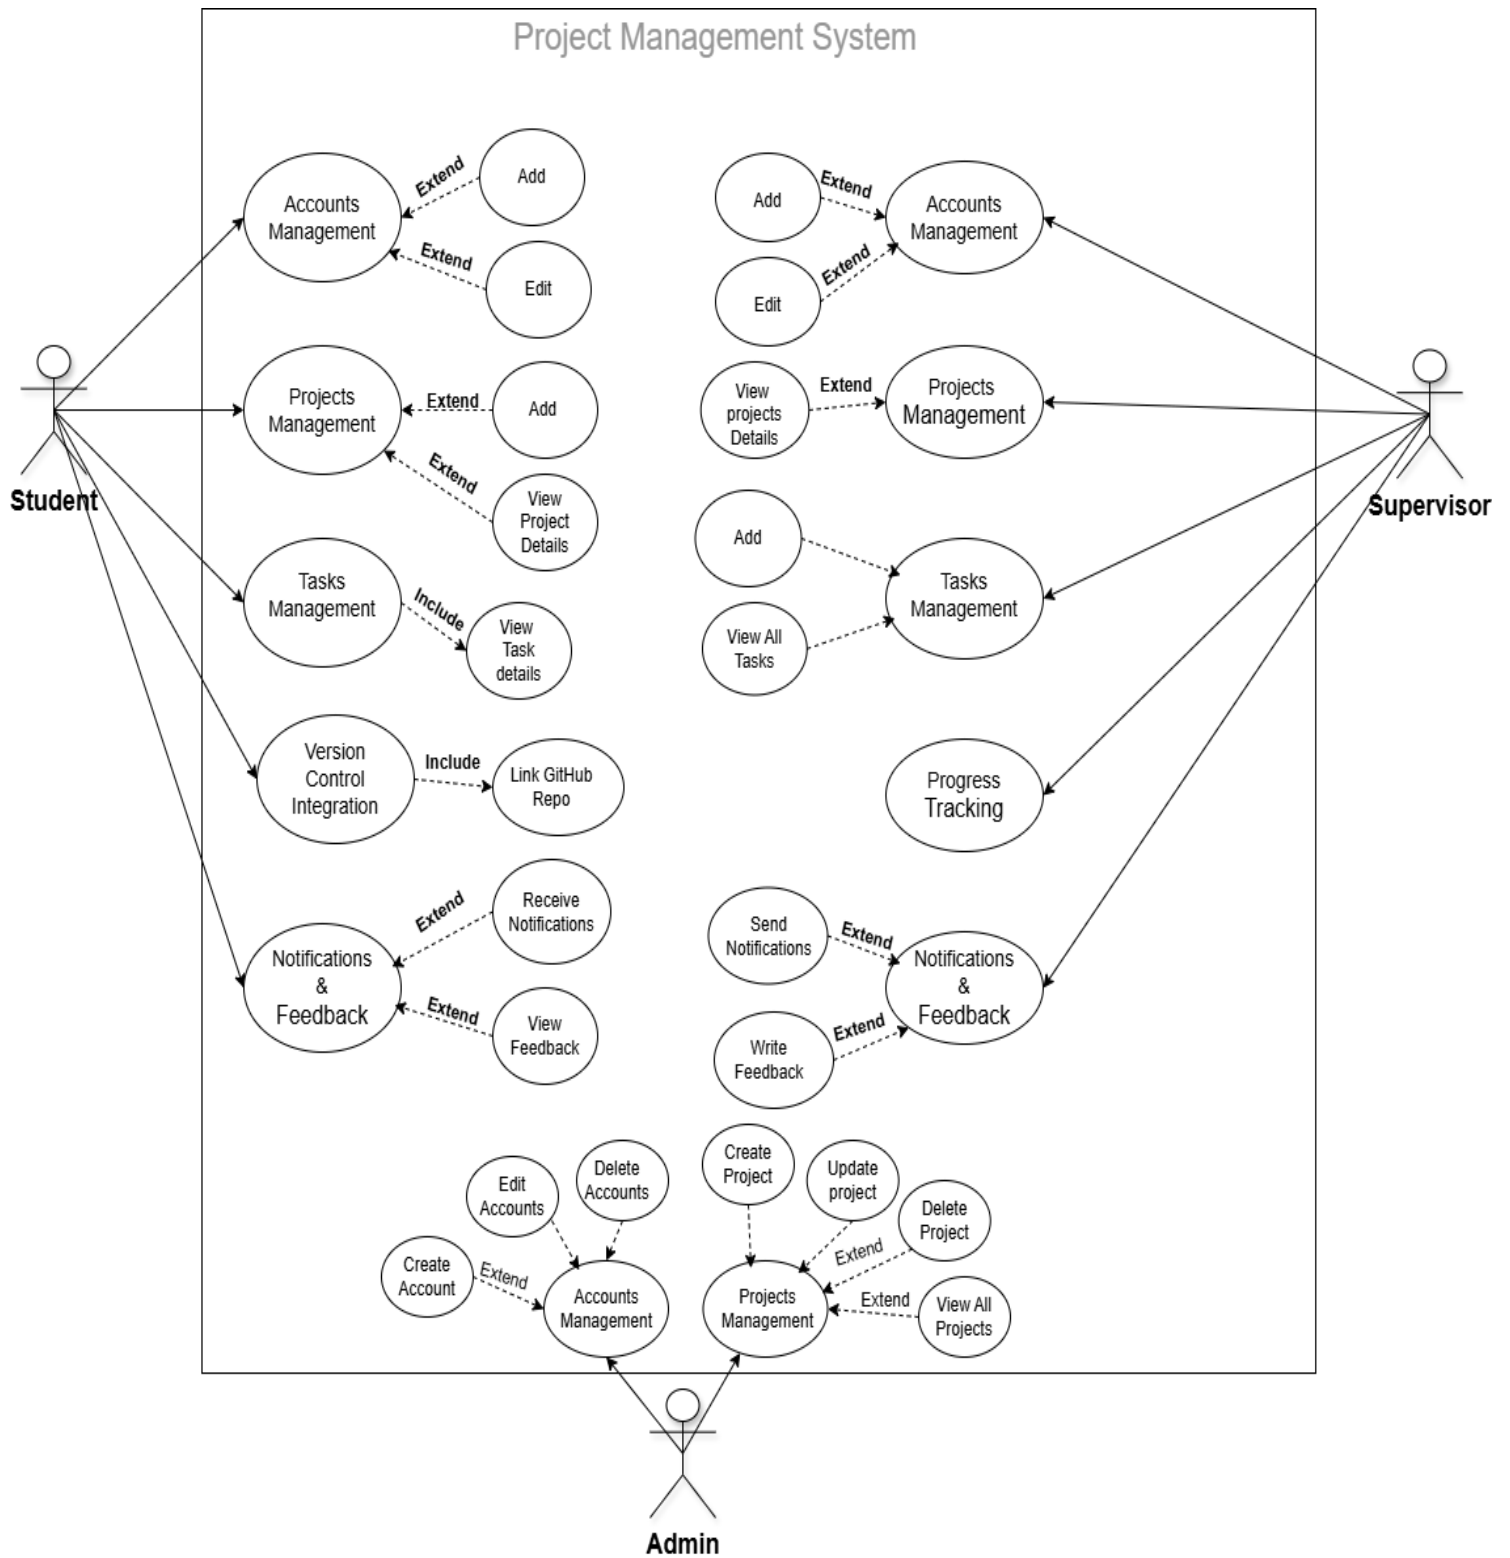 Project Management System
Accounts
Management
Extend
Add
Extend
Edit
Projects
Management
Extend
Add
Extend
View
Project
Details
Student
Tasks
Management
Include
View
Task
details
Version
Control
Integration
Include
Link GitHub
Repo
Notifications
&
Feedback
Extend
Receive
Notifications
Extend
View
Feedback
Add
Extend
Accounts
Management
Edit
Extend
View
projects
Details
Extend
Projects
Management
Supervisor
Add
View All
Tasks
Tasks
Management
Progress
Tracking
Send
Notifications
Extend
Notifications
&
Feedback
Write
Feedback
Extend
Create
Account
Extend
Edit
Accounts
Delete
Accounts
Accounts
Management
Create
Project
Update
project
Delete
Project
Extend
View All
Projects
Extend
Projects
Management
Admin